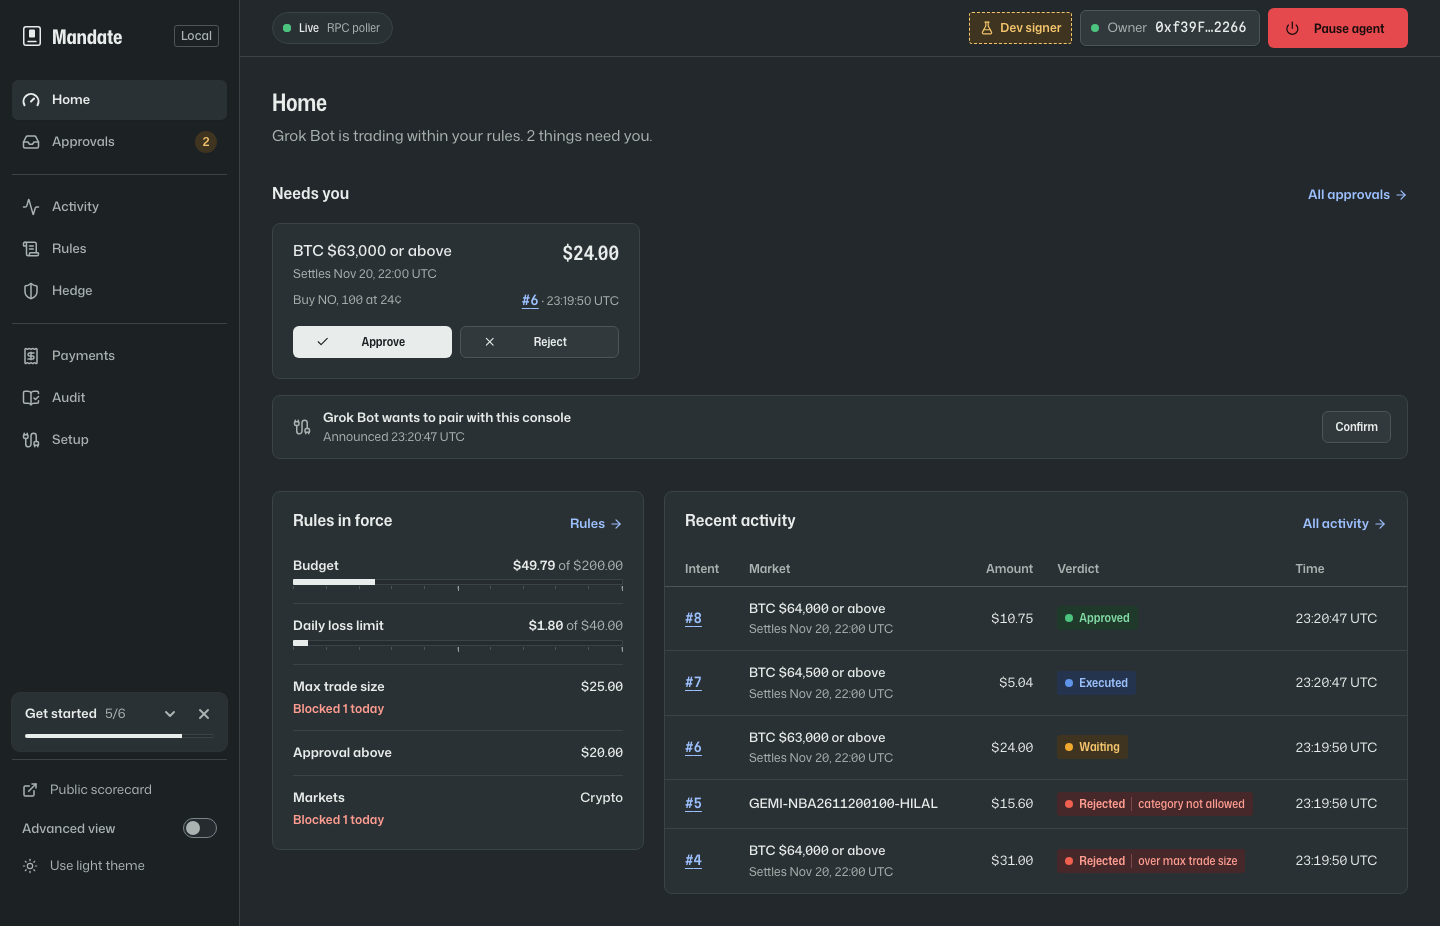 Mandate
Local
Home
Approvals 2
Activity
Rules
Hedge
Payments
Audit
Setup
Get started 5/6
Public scorecard
Advanced view
Use light theme
Live RPC poller
Dev signer
Owner 0xf39F…2266
Pause agent
Home
Grok Bot is trading within your rules. 2 things need you.
Needs you
All approvals →
BTC $63,000 or above $24.00
Settles Nov 20, 22:00 UTC
Buy NO, 100 at 24¢ #6 · 23:19:50 UTC
Approve Reject
Grok Bot wants to pair with this console
Announced 23:20:47 UTC
Confirm
Rules in force
Rules →
Budget $49.79 of $200.00
Daily loss limit $1.80 of $40.00
Max trade size $25.00
Blocked 1 today
Approval above $20.00
Markets Crypto
Blocked 1 today
Recent activity
All activity →
Intent Market Amount Verdict Time
#8 BTC $64,000 or above $10.75 Approved 23:20:47 UTC
Settles Nov 20, 22:00 UTC
#7 BTC $64,500 or above $5.04 Executed 23:20:47 UTC
Settles Nov 20, 22:00 UTC
#6 BTC $63,000 or above $24.00 Waiting 23:19:50 UTC
Settles Nov 20, 22:00 UTC
#5 GEMI-NBA2611200100-HILAL $15.60 Rejected | category not allowed 23:19:50 UTC
#4 BTC $64,000 or above $31.00 Rejected | over max trade size 23:19:50 UTC
Settles Nov 20, 22:00 UTC